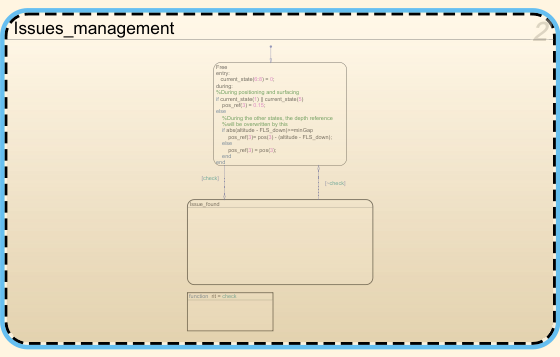 Issues_management
2
Free
entry:
current_state(6:8) = 0;
during:
%During positioning and surfacing
if current_state(1) || current_state(5)
pos_ref(3) = 0.15;
else
%During the other states, the depth reference
%will be overwritten by this
if abs(altitude - FLS_down)>=minGap
pos_ref(3)= pos(3) - (altitude - FLS_down);
else
pos_ref(3) = pos(3);
end
end
[check]
[~check]
issue_found
function = check